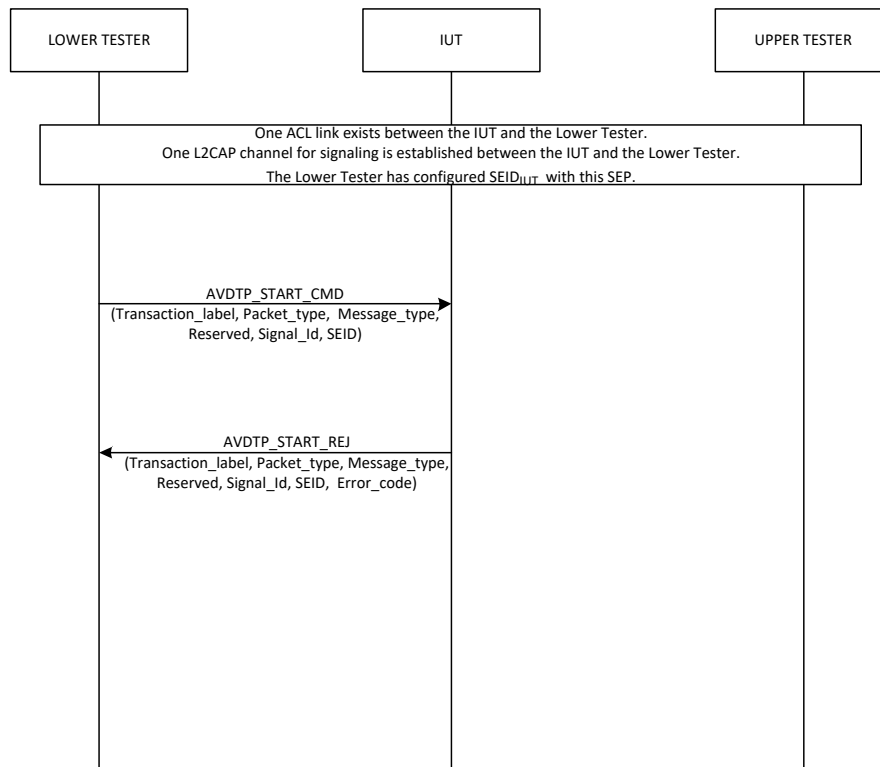 LOWER TESTER
IUT
UPPER TESTER
One ACL link exists between the IUT and the Lower Tester.
One L2CAP channel for signaling is established between the IUT and the Lower Tester.
The Lower Tester has configured SEIDIUT with this SEP.
AVDTP_START_CMD
(Transaction_label, Packet_type, Message_type,
Reserved, Signal_Id, SEID)
AVDTP_START_REJ
(Transaction_label, Packet_type, Message_type,
Reserved, Signal_Id, SEID, Error_code)